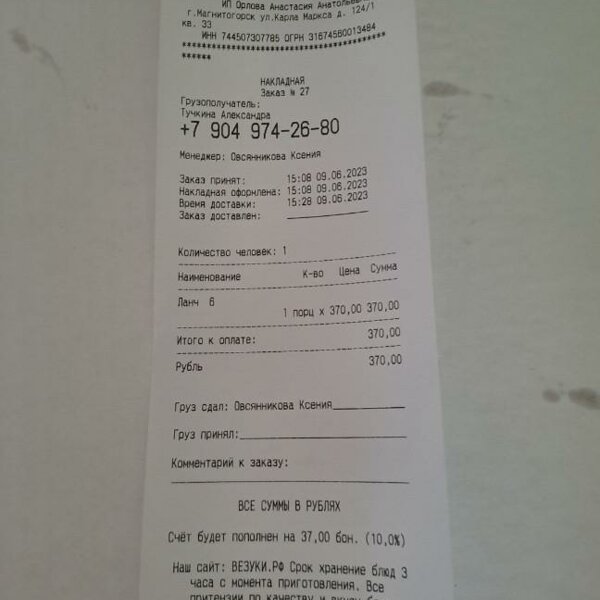 ИП Орлова Анастасия Анатольевна
г.Магнитогорск ул.Карла Маркса д. 124/1
кв. 33
ИНН 744507307785 ОГРН 31674560013484
****************************************
******
НАКЛАДНАЯ
Заказ № 27
Грузополучатель:
Тучкина Александра
+7 904 974-26-80
Менеджер: Овсянникова Ксения
Заказ принят: 15:08 09.06.2023
Накладная оформлена: 15:08 09.06.2023
Время доставки: 15:28 09.06.2023
Заказ доставлен:
Количество человек: 1
Наименование К-во Цена Сумма
Ланч 6
1 порц x 370,00 370,00
Итого к оплате: 370,00
Рубль 370,00
Груз сдал: Овсянникова Ксения
Груз принял:
Комментарий к заказу:
ВСЕ СУММЫ В РУБЛЯХ
Счёт будет пополнен на 37,00 бон. (10,0%)
Наш сайт: ВЕЗУКИ.РФ Срок хранение блюд 3
часа с момента приготовления. Все
притензии по качеству и